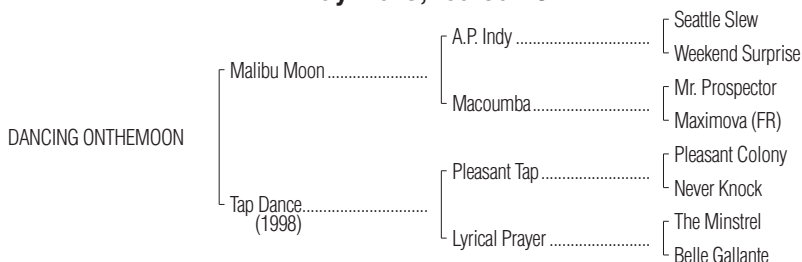 Seattle Slew
A.P. Indy
Weekend Surprise
Malibu Moon
Mr. Prospector
Macoumba
Maximova (FR)
DANCING ONTHEMOON
Pleasant Colony
Pleasant Tap
Never Knock
Tap Dance
(1998)
The Minstrel
Lyrical Prayer
Belle Gallante